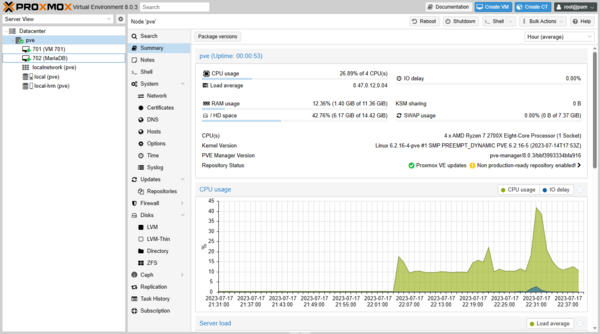 PROXMOX Virtual Environment 8.0.3 Search Documentation Create VM Create CT root@pam
Server View
Node 'pve'
Reboot Shutdown Shell Bulk Actions Help
Datacenter
pve
701 (VM 701)
702 (MariaDB)
localnetwork (pve)
local (pve)
local-lvm (pve)
Search
Summary
Notes
Shell
System
Network
Certificates
DNS
Hosts
Options
Time
Syslog
Updates
Repositories
Firewall
Disks
LVM
LVM-Thin
Directory
ZFS
Ceph
Replication
Task History
Subscription
Package versions
Hour (average)
pve (Uptime: 00:00:53)
CPU usage 26.89% of 4 CPU(s)
IO delay 0.00%
Load average 0.47,0.12,0.04
RAM usage 12.36% (1.40 GiB of 11.36 GiB)
KSM sharing 0 B
/ HD space 42.76% (6.17 GiB of 14.42 GiB)
SWAP usage 0.00% (0 B of 7.37 GiB)
CPU(s) 4 x AMD Ryzen 7 2700X Eight-Core Processor (1 Socket)
Kernel Version Linux 6.2.16-4-pve #1 SMP PREEMPT_DYNAMIC PVE 6.2.16-5 (2023-07-14T17:53Z)
PVE Manager Version pve-manager/8.0.3/bbf3993334bfa916
Repository Status Proxmox VE updates Non production-ready repository enabled!
CPU usage
CPU usage IO delay
45
40
35
30
25
20
15
10
5
0
%
2023-07-17 21:31:00
2023-07-17 21:37:00
2023-07-17 21:43:00
2023-07-17 21:49:00
2023-07-17 21:55:00
2023-07-17 22:01:00
2023-07-17 22:07:00
2023-07-17 22:13:00
2023-07-17 22:19:00
2023-07-17 22:25:00
2023-07-17 22:31:00
2023-07-17 22:37:00
Server load
Load average